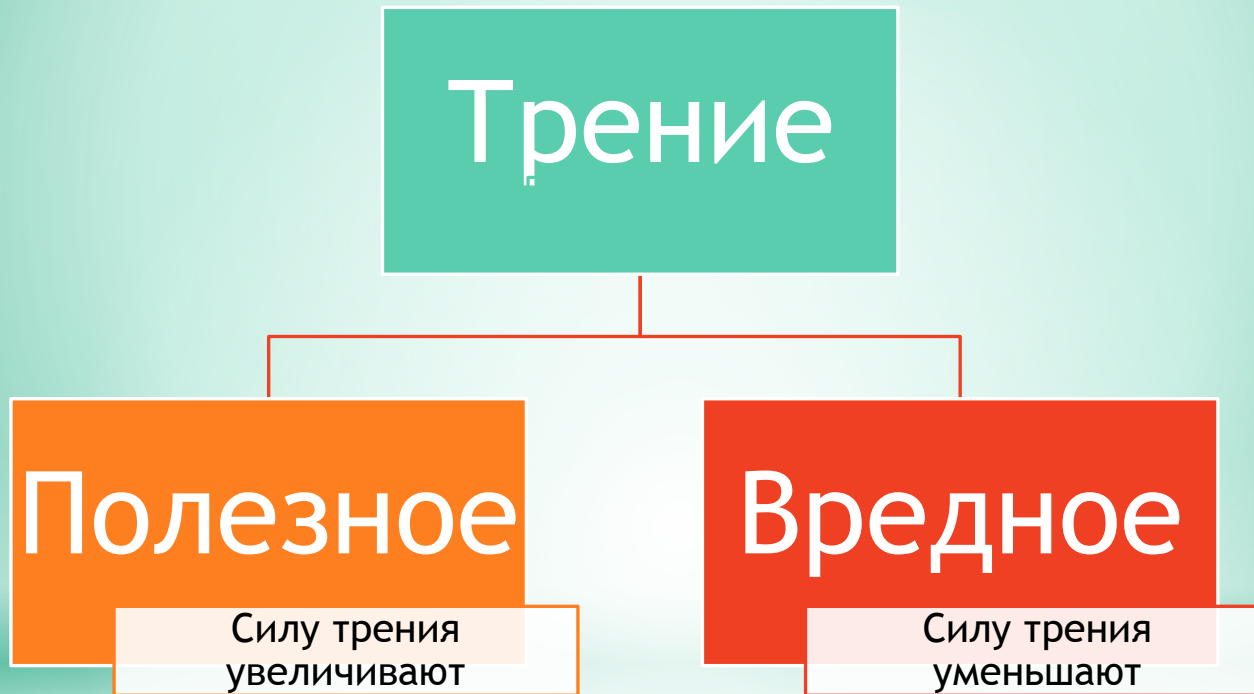 Трение
Полезное
Силу трения
увеличивают
Вредное
Силу трения
уменьшают